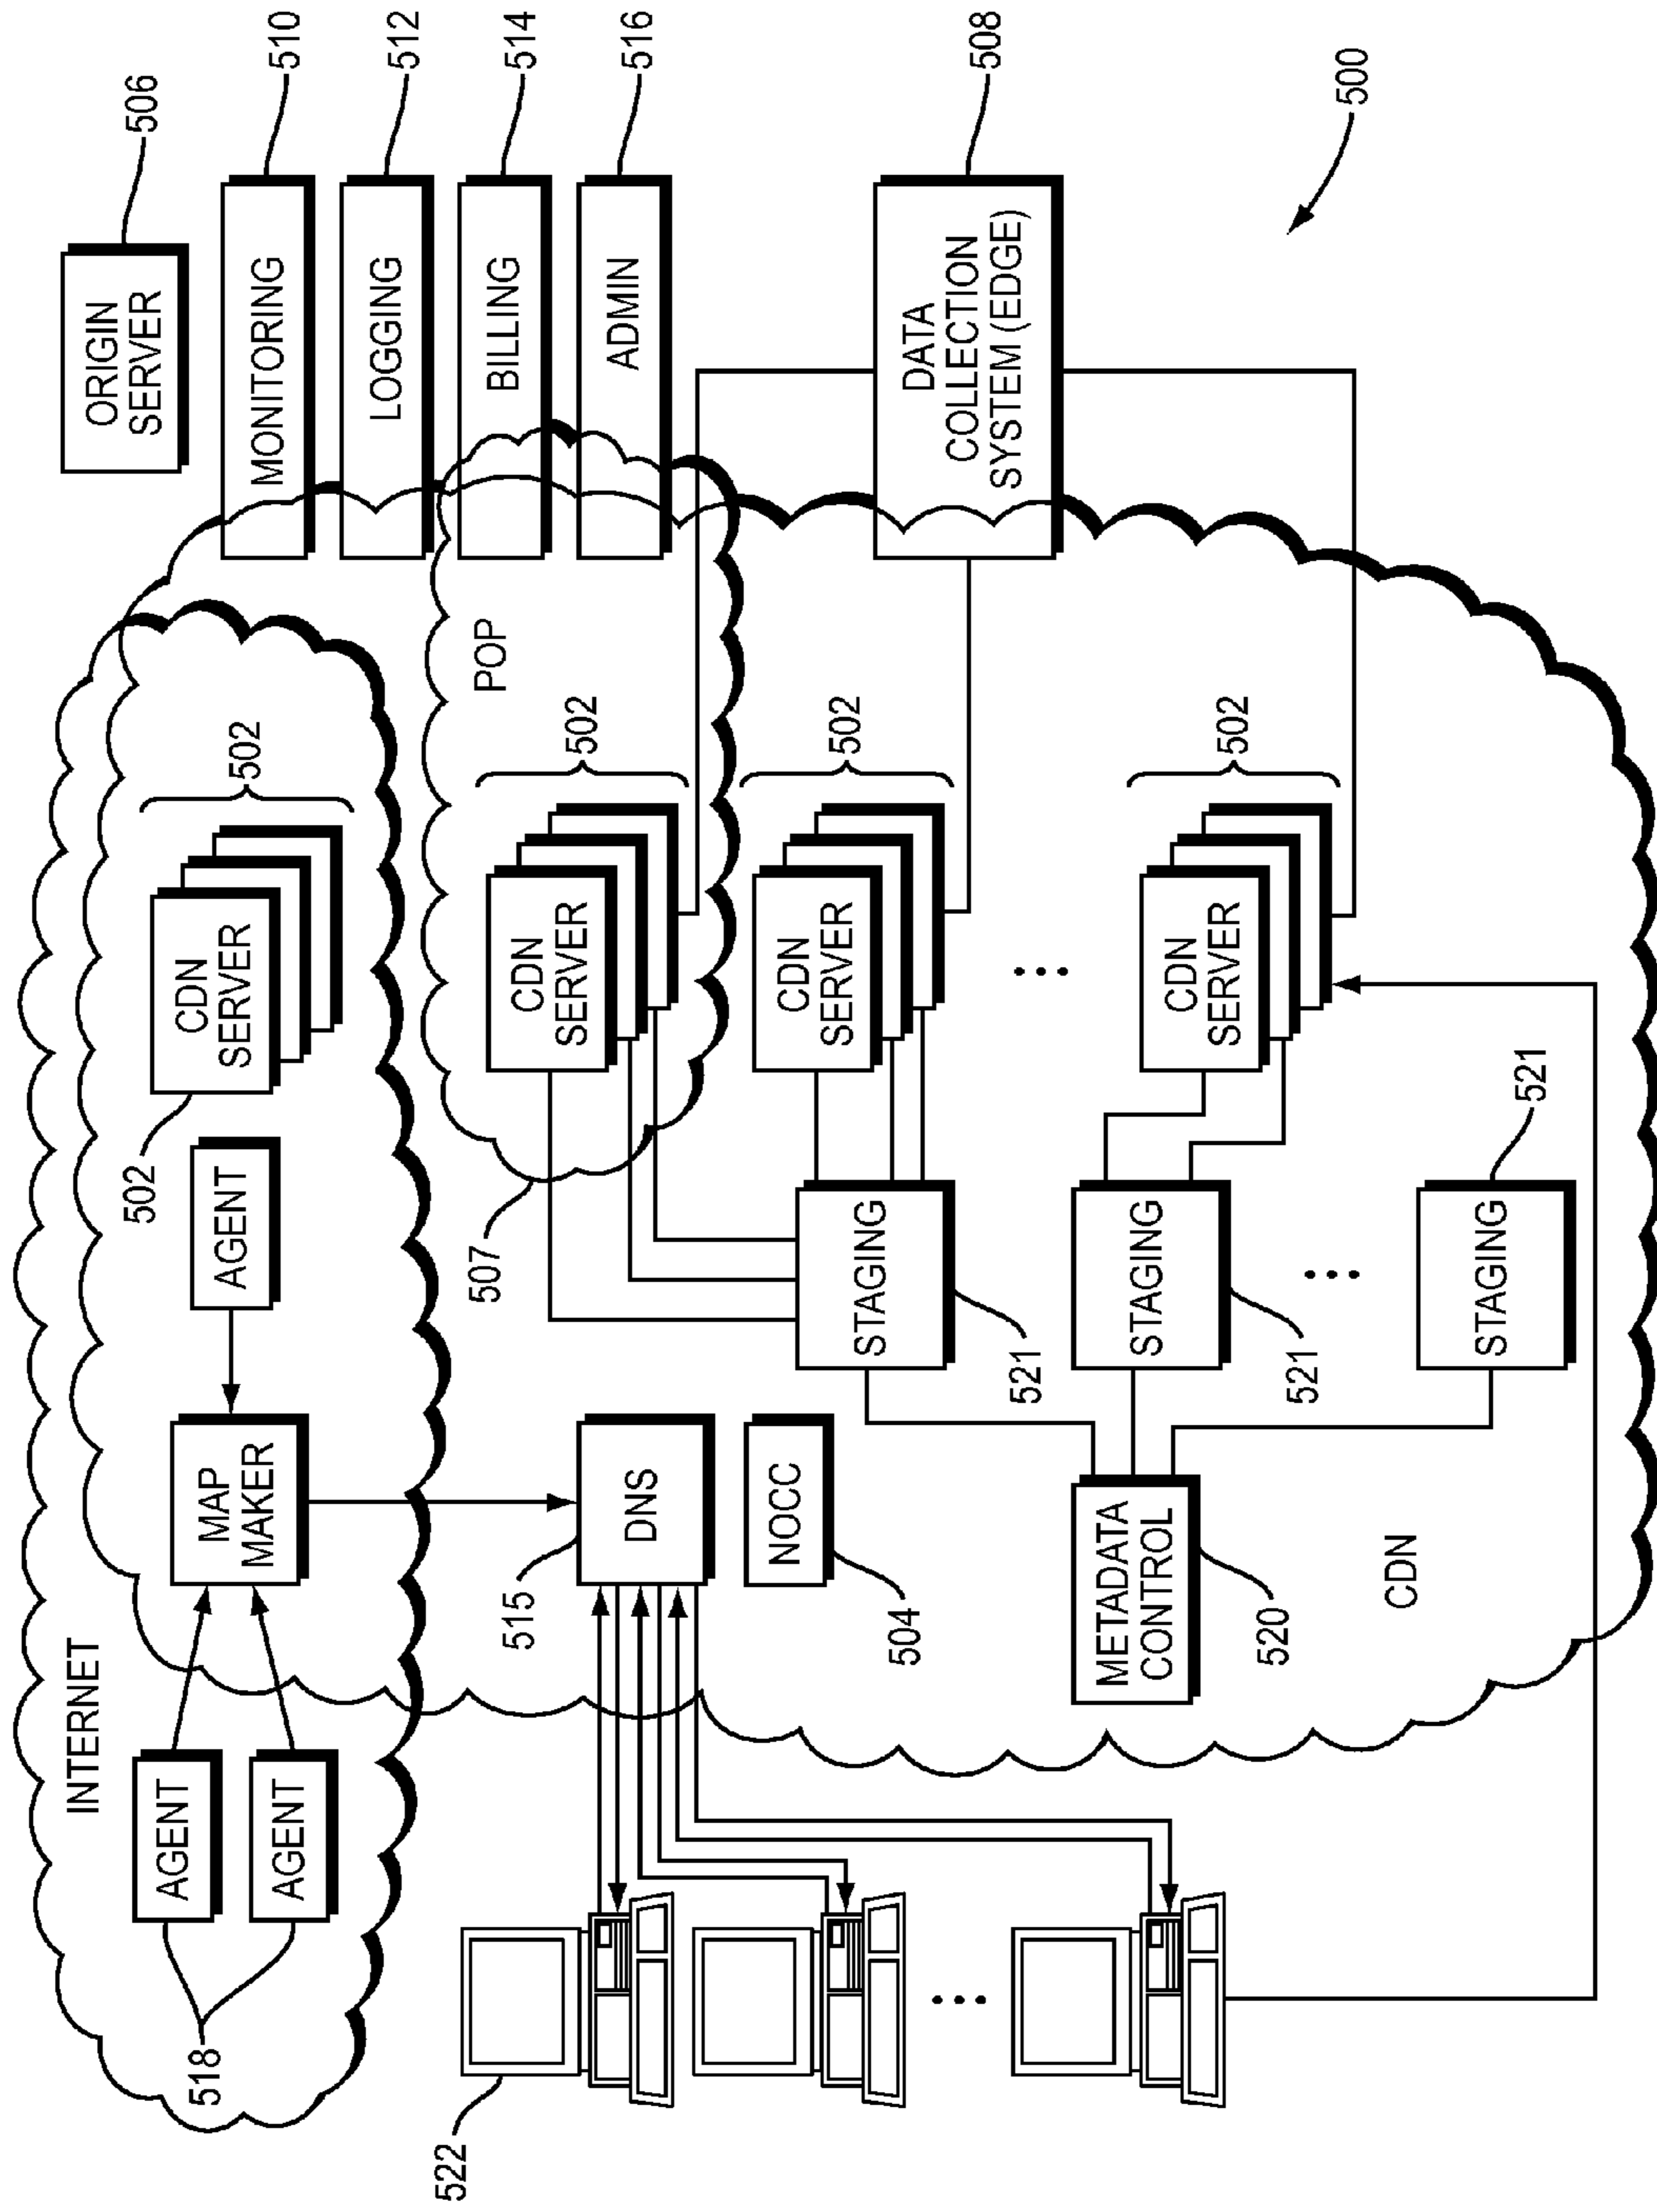 INTERNET
ORIGIN
SERVER
506
AGENT
AGENT
518
MAP
MAKER
AGENT
502
CDN
SERVER
502
MONITORING
510
LOGGING
512
BILLING
514
ADMIN
516
POP
522
515
DNS
507
CDN
SERVER
502
NOCC
504
STAGING
521
CDN
SERVER
502
...
DATA
COLLECTION
SYSTEM (EDGE)
508
...
METADATA
CONTROL
520
STAGING
521
CDN
SERVER
502
...
STAGING
521
CDN
500